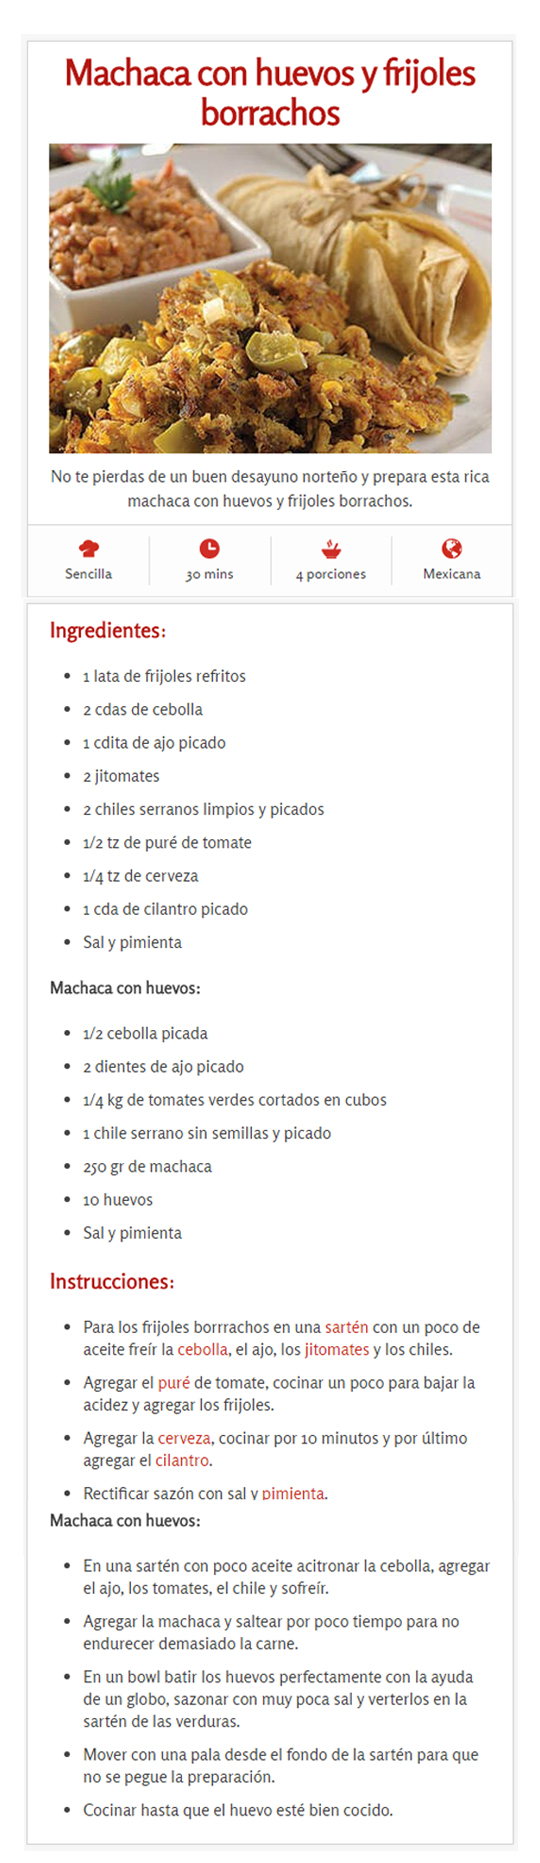 Machaca con huevos y frijoles
borrachos
No te pierdas de un buen desayuno norteño y prepara esta rica
machaca con huevos y frijoles borrachos.
Sencilla
30 mins
4 porciones
Mexicana
Ingredientes:
• 1 lata de frijoles refritos
• 2 cdas de cebolla
• 1 cdita de ajo picado
• 2 jitomates
• 2 chiles serranos limpios y picados
• 1/2 tz de puré de tomate
• 1/4 tz de cerveza
• 1 cda de cilantro picado
• Sal y pimienta
Machaca con huevos:
• 1/2 cebolla picada
• 2 dientes de ajo picado
• 1/4 kg de tomates verdes cortados en cubos
• 1 chile serrano sin semillas y picado
• 250 gr de machaca
• 10 huevos
• Sal y pimienta
Instrucciones:
• Para los frijoles borrrachos en una sartén con un poco de
aceite freír la cebolla, el ajo, los jitomates y los chiles.
• Agregar el puré de tomate, cocinar un poco para bajar la
acidez y agregar los frijoles.
• Agregar la cerveza, cocinar por 10 minutos y por último
agregar el cilantro.
• Rectificar sazón con sal y pimienta.
Machaca con huevos:
• En una sartén con poco aceite acitronar la cebolla, agregar
el ajo, los tomates, el chile y sofreír.
• Agregar la machaca y saltear por poco tiempo para no
endurecer demasiado la carne.
• En un bowl batir los huevos perfectamente con la ayuda
de un globo, sazonar con muy poca sal y verterlos en la
sartén de las verduras.
• Mover con una pala desde el fondo de la sartén para que
no se pegue la preparación.
• Cocinar hasta que el huevo esté bien cocido.